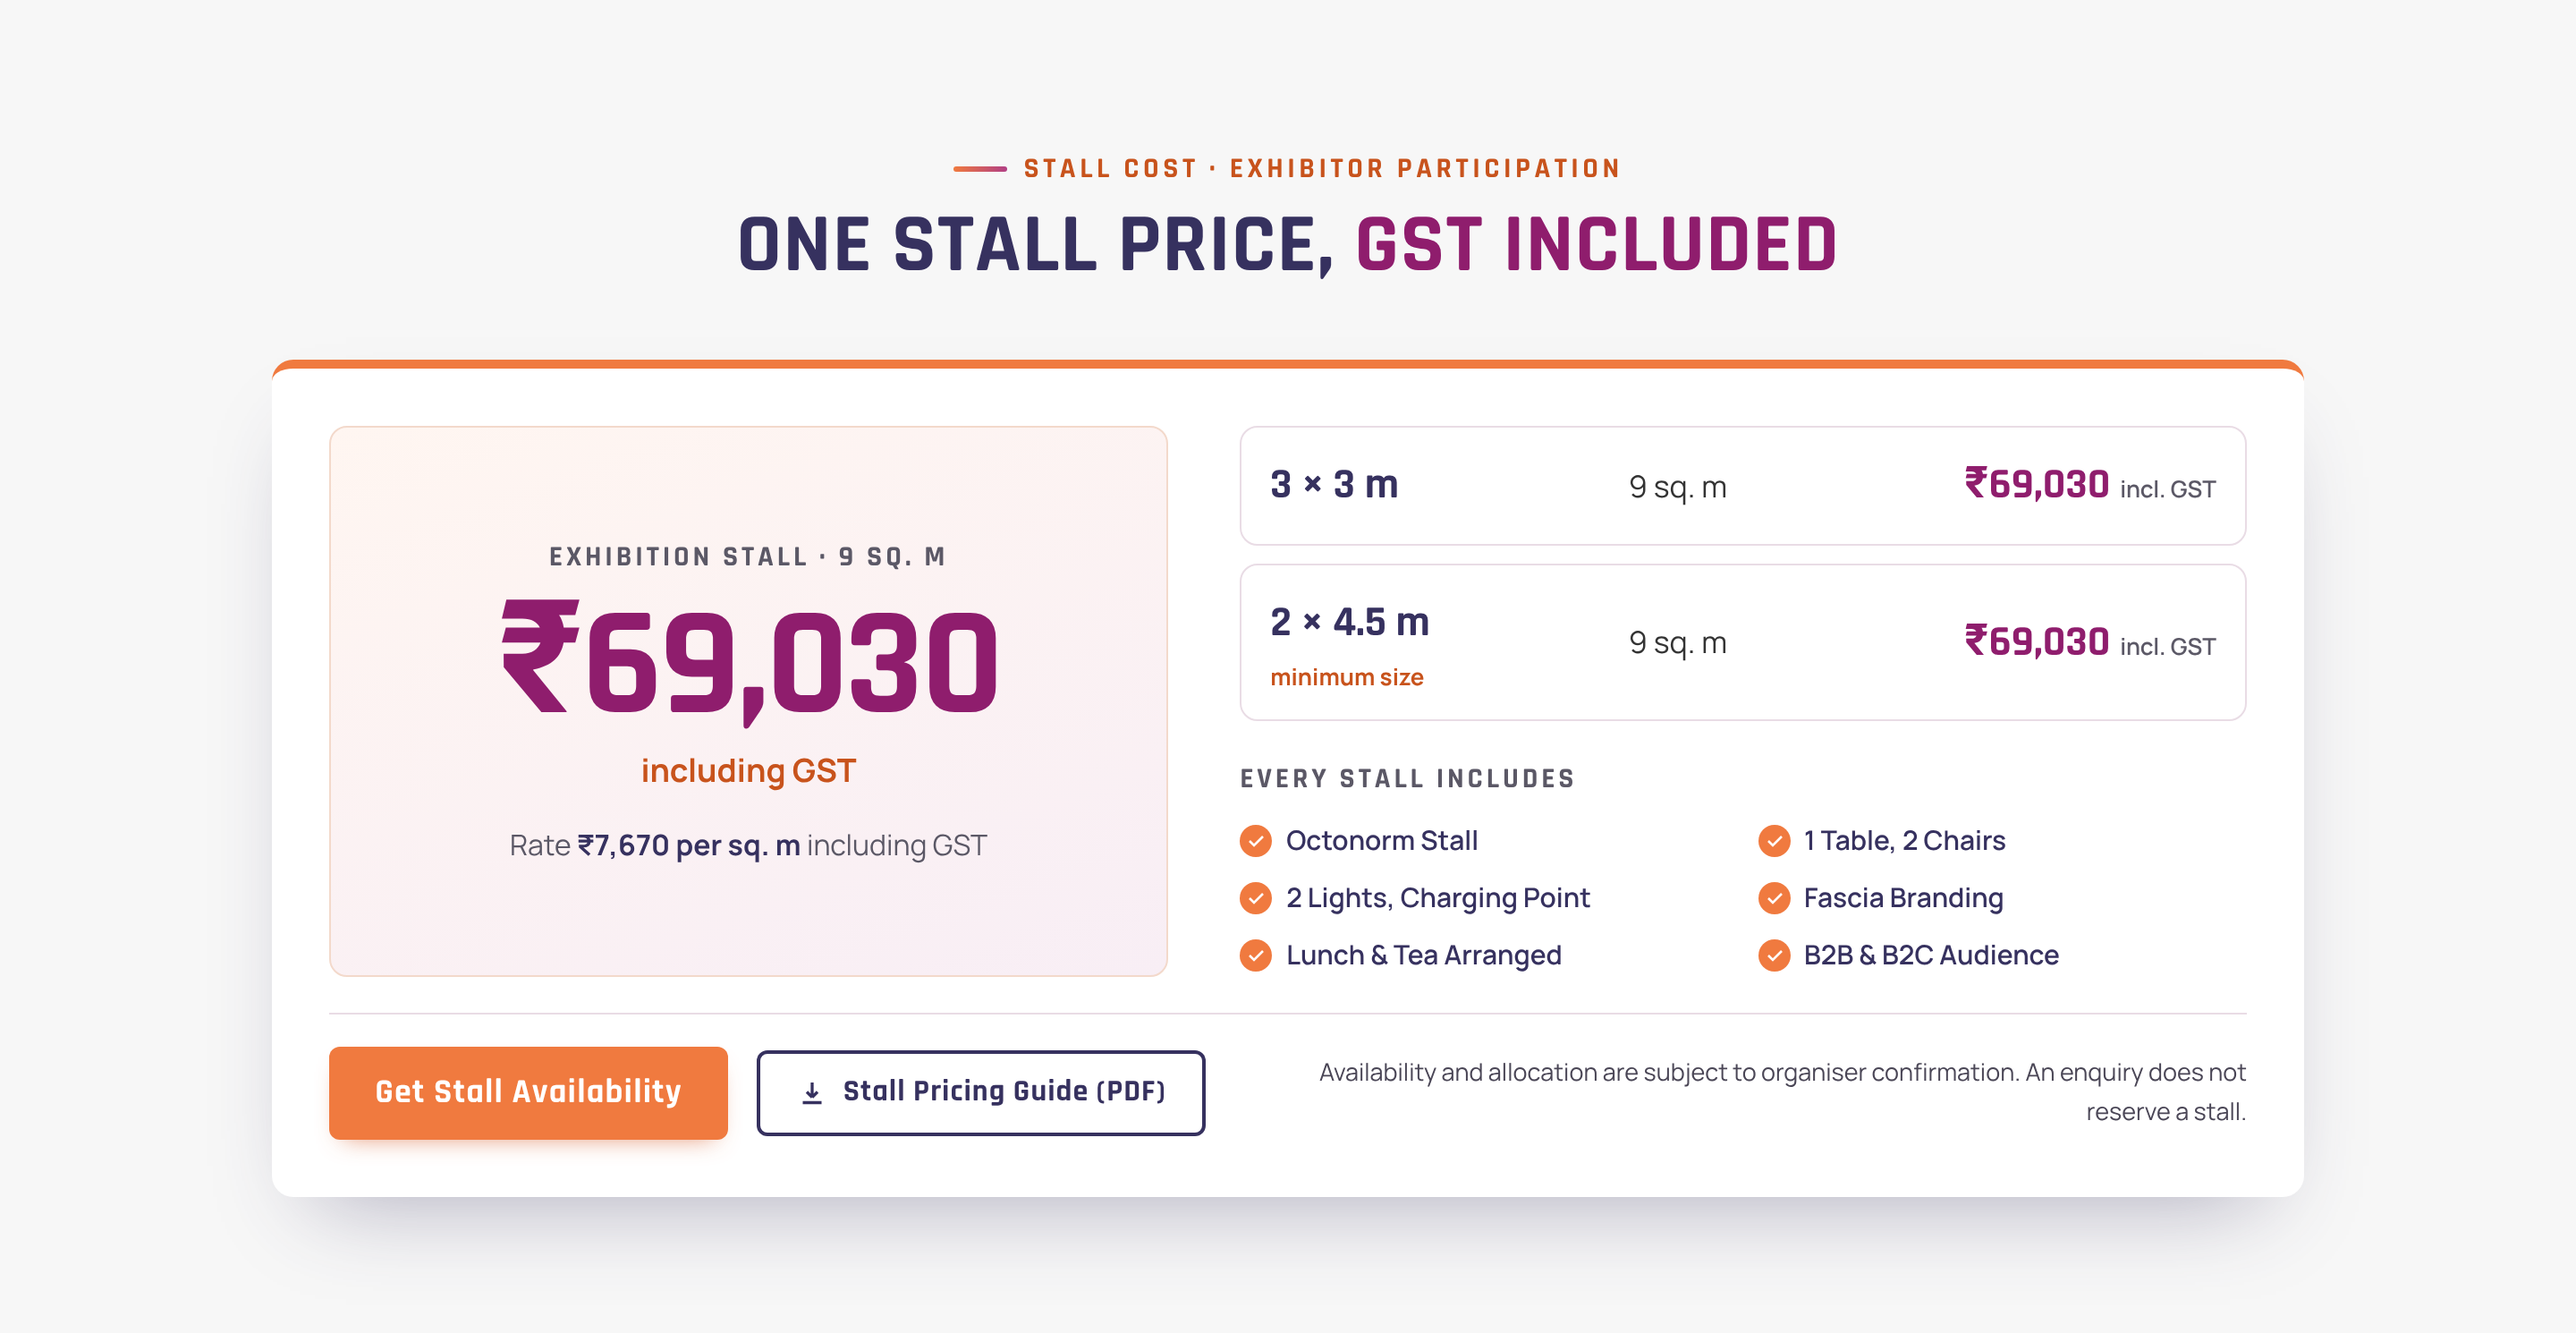 STALL COST · EXHIBITOR PARTICIPATION
ONE STALL PRICE, GST INCLUDED
EXHIBITION STALL · 9 SQ. M
₹69,030
including GST
Rate ₹7,670 per sq. m including GST
3 × 3 m 9 sq. m ₹69,030 incl. GST
2 × 4.5 m 9 sq. m ₹69,030 incl. GST
minimum size
EVERY STALL INCLUDES
Octonorm Stall 1 Table, 2 Chairs
2 Lights, Charging Point Fascia Branding
Lunch & Tea Arranged B2B & B2C Audience
Get Stall Availability Stall Pricing Guide (PDF)
Availability and allocation are subject to organiser confirmation. An enquiry does not
reserve a stall.